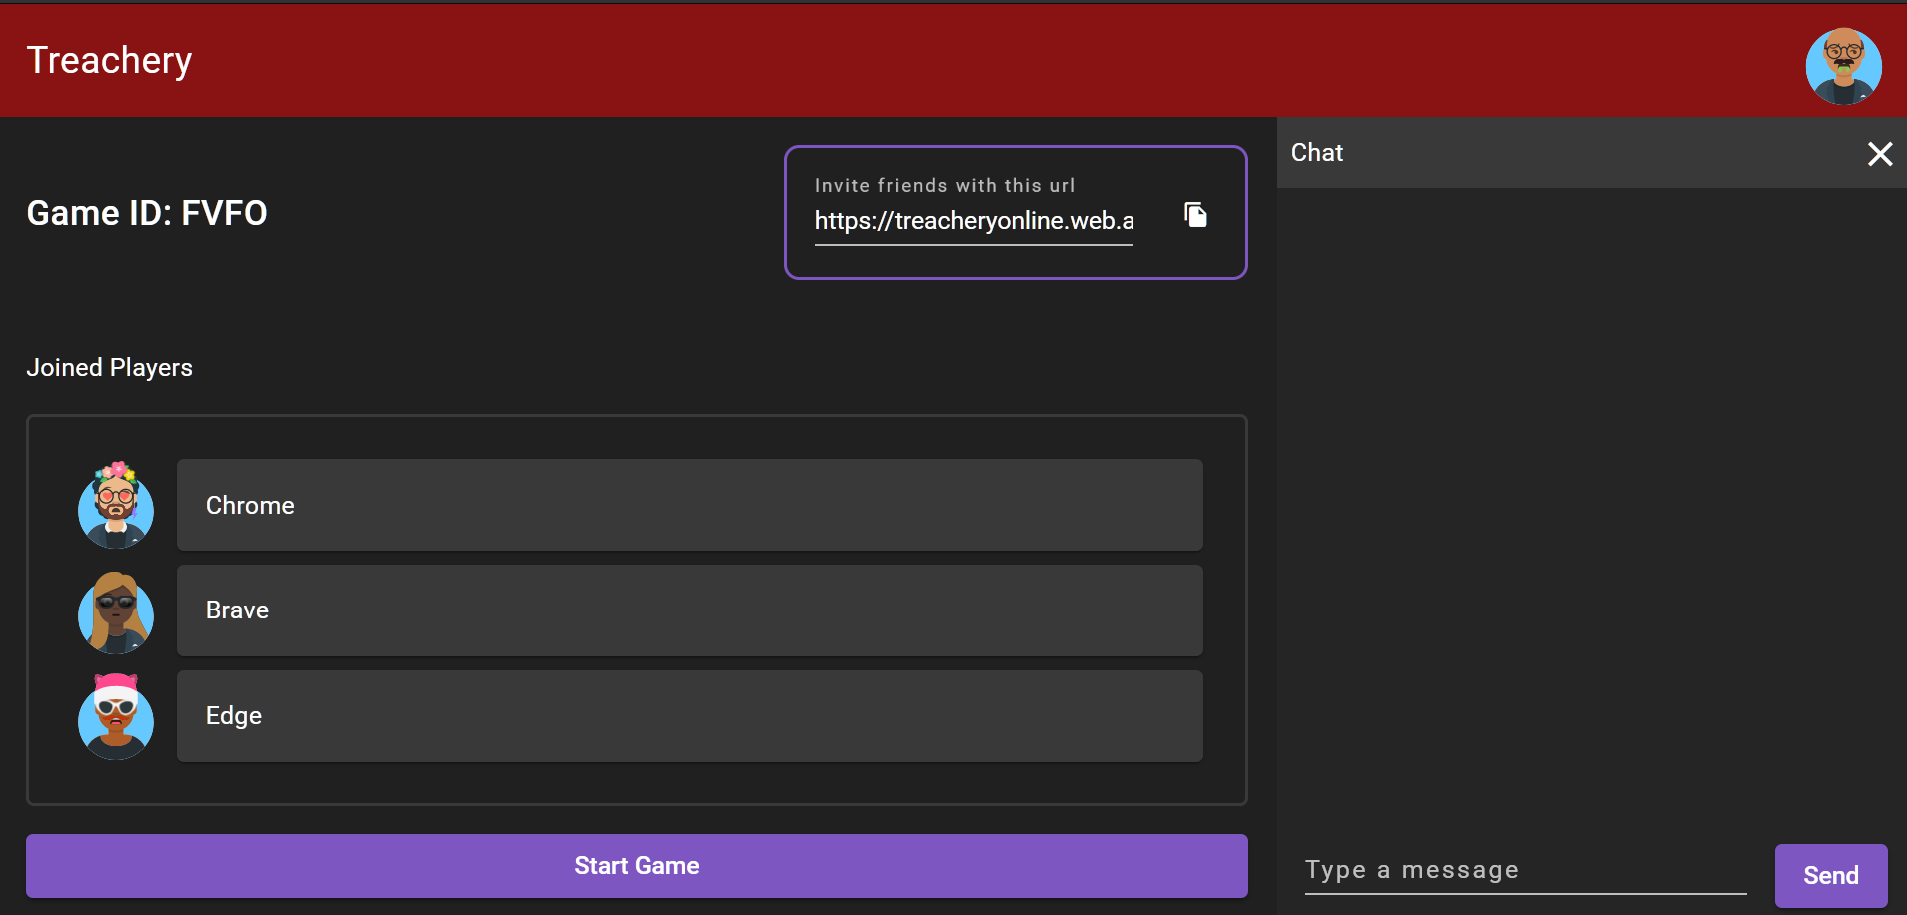 Treachery
Game ID: FVFO
Invite friends with this url
https://treacheryonline.web.a
Joined Players
Chrome
Brave
Edge
Start Game
Chat
Type a message
Send